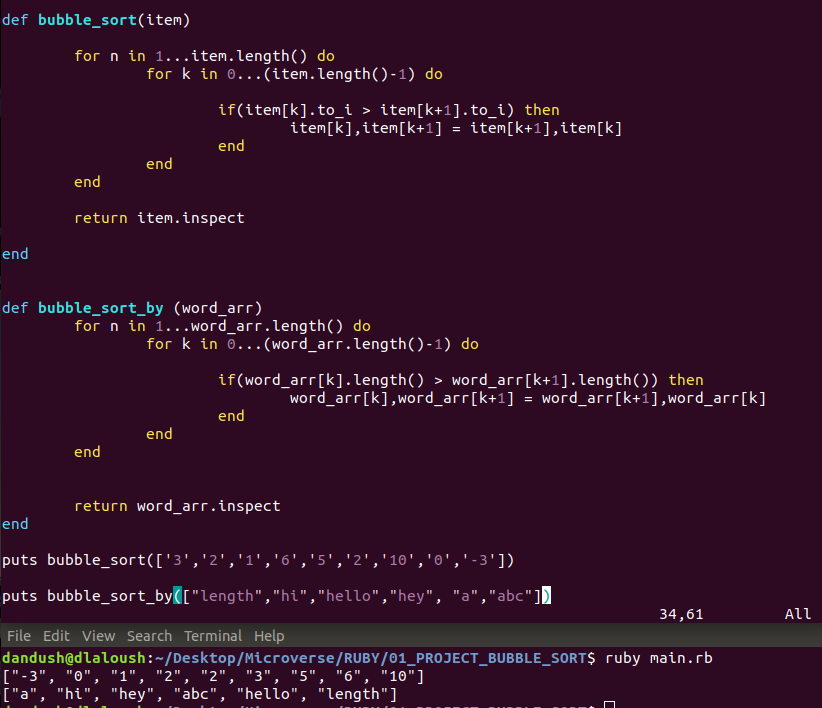 def bubble_sort(item)
for n in 1...item.length() do
for k in 0...(item.length()-1) do
if(item[k].to_i > item[k+1].to_i) then
item[k],item[k+1] = item[k+1],item[k]
end
end
end
return item.inspect
end
def bubble_sort_by (word_arr)
for n in 1...word_arr.length() do
for k in 0...(word_arr.length()-1) do
if(word_arr[k].length() > word_arr[k+1].length()) then
word_arr[k],word_arr[k+1] = word_arr[k+1],word_arr[k]
end
end
end
return word_arr.inspect
end
puts bubble_sort(['3','2','1','6','5','2','10','0','-3'])
puts bubble_sort_by(["length","hi","hello","hey", "a","abc"])
34,61 All
File Edit View Search Terminal Help
dandush@dlaloush:~/Desktop/Microverse/RUBY/01_PROJECT_BUBBLE_SORT$ ruby main.rb
["-3", "0", "1", "2", "2", "3", "5", "6", "10"]
["a", "hi", "hey", "abc", "hello", "length"]